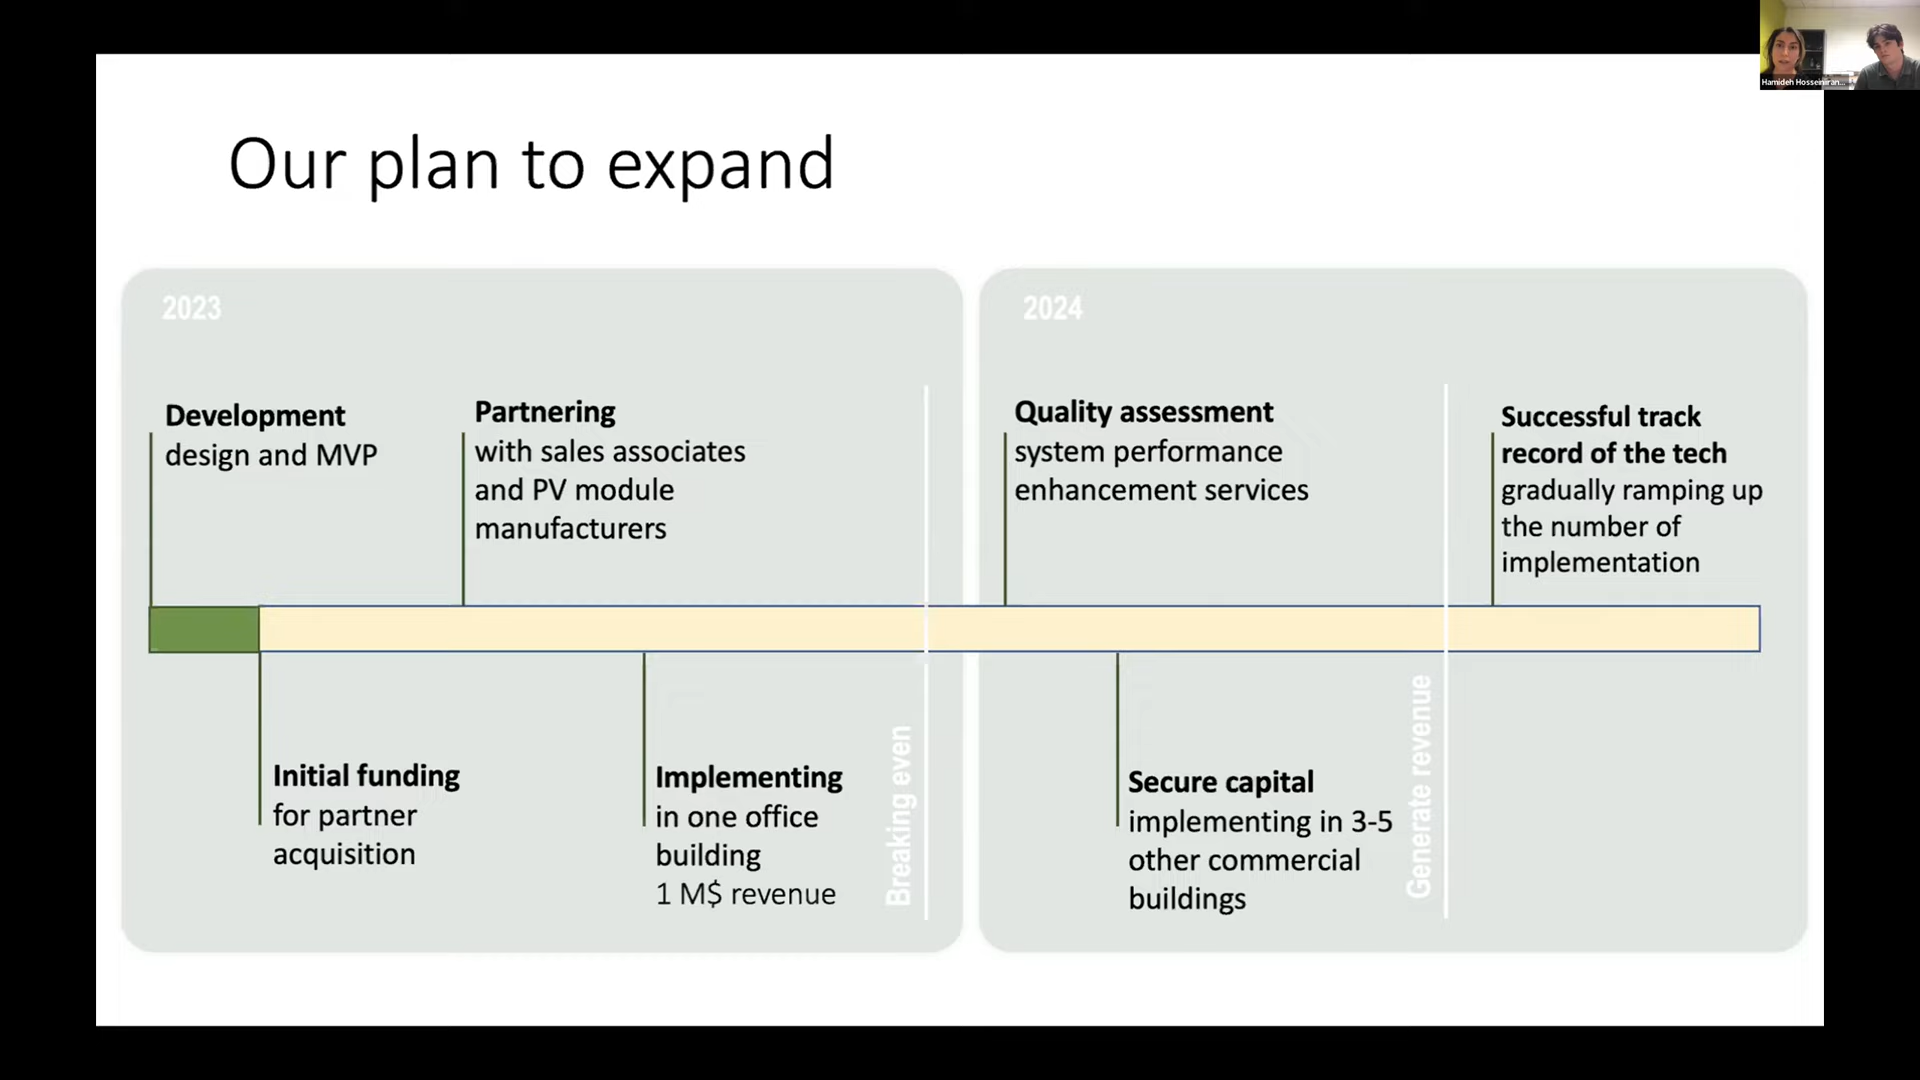 Our plan to expand
2023
Development
design and MVP
Partnering
with sales associates
and PV module
manufacturers
Initial funding
for partner
acquisition
Implementing
in one office
building
1 M$ revenue
Breaking even
2024
Quality assessment
system performance
enhancement services
Successful track
record of the tech
gradually ramping up
the number of
implementation
Secure capital
implementing in 3-5
other commercial
buildings
Generate revenue
Hamideh Hosseiniran...